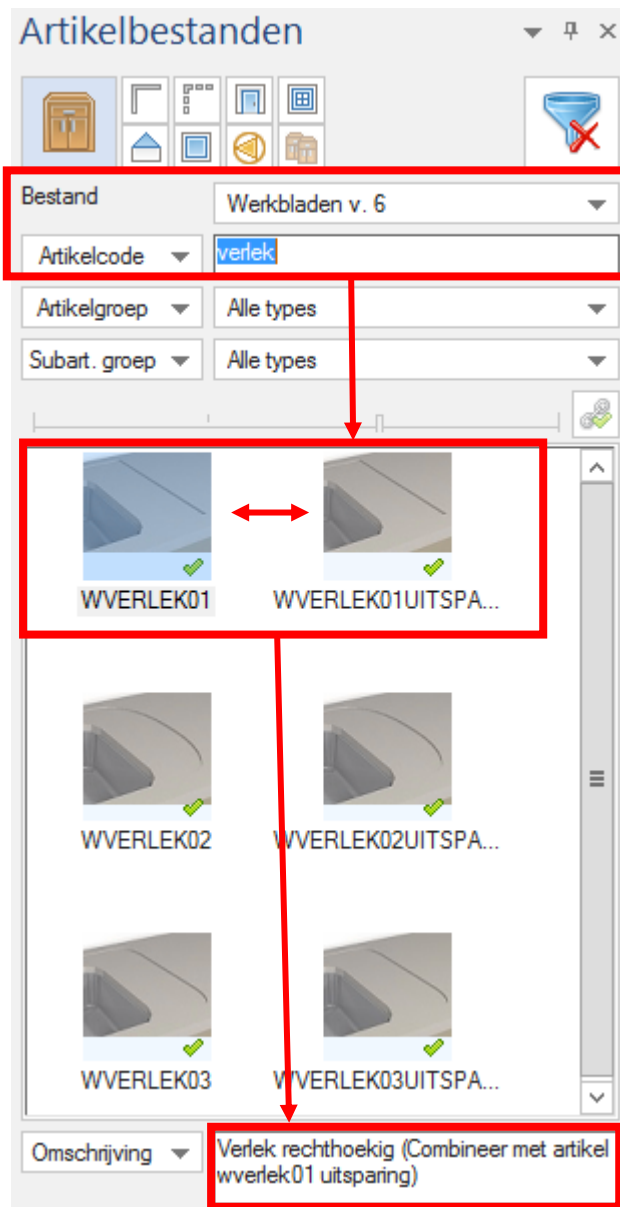 Artikelbestanden
Bestand
Werkbladen v. 6
Artikelcode
verlek
Artikelgroep
Alle types
Subart. groep
Alle types
WVERLEK01 WVERLEK01UITSPA...
WVERLEK02 WVERLEK02UITSPA...
WVERLEK03 WVERLEK03UITSPA...
Omschrijving
Verlek rechthoekig (Combineer met artikel
wverlek01 uitsparing)